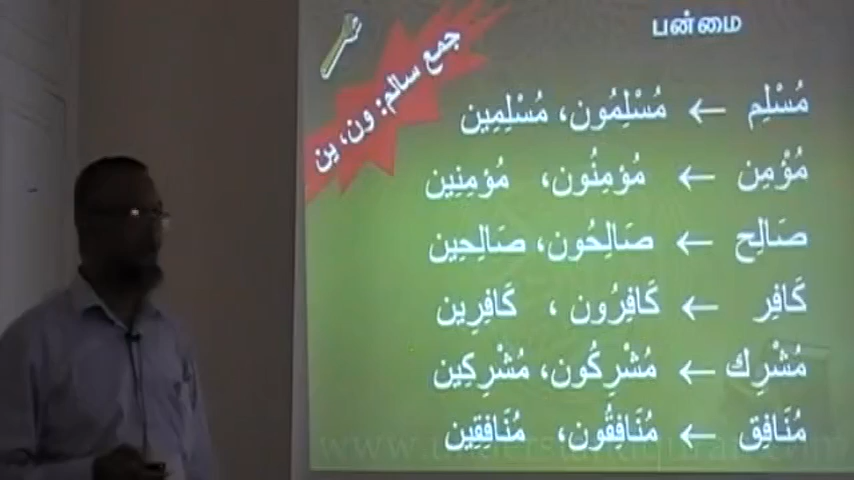 பன்மை
جمع سالم: ون، ين
مُسْلِم ← مُسْلِمُون، مُسْلِمِين
مُؤْمِن ← مُؤْمِنُون، مُؤْمِنِين
صَالِح ← صَالِحُون، صَالِحِين
كَافِر ← كَافِرُون ، كَافِرِين
مُشْرِك ← مُشْرِكُون، مُشْرِكِين
مُنَافِق ← مُنَافِقُون، مُنَافِقِين